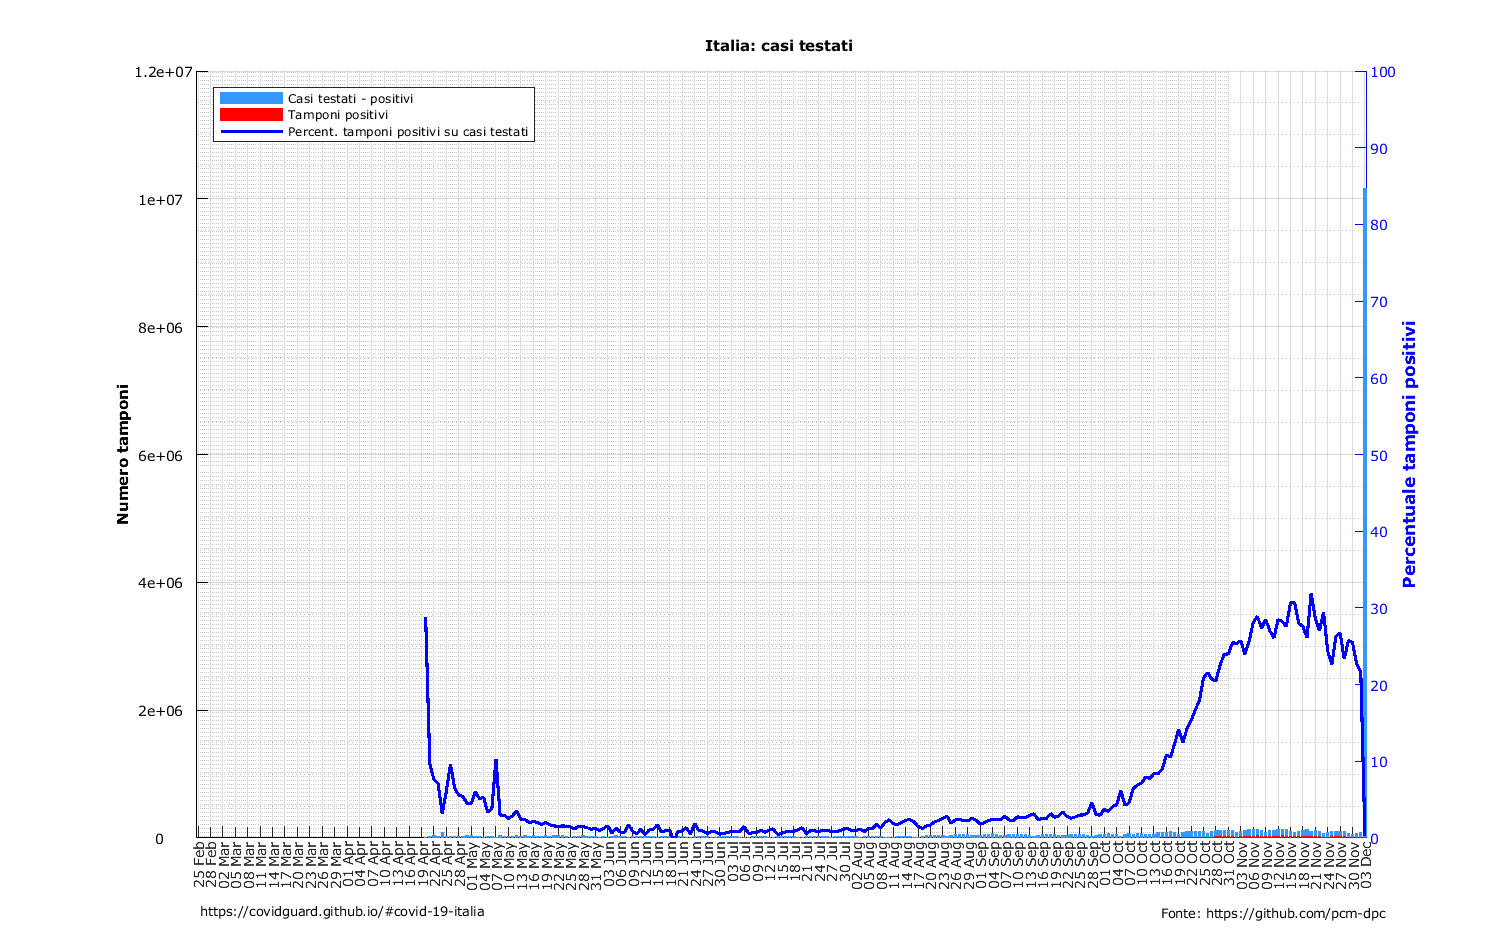 Italia: casi testati
1.2e+07
1e+07
8e+06
6e+06
4e+06
2e+06
0
Numero tamponi
Casi testati - positivi
Tamponi positivi
Percent. tamponi positivi su casi testati
100
90
80
70
60
50
40
30
20
10
0
Percentuale tamponi positivi
25 Feb
28 Feb
02 Mar
05 Mar
08 Mar
11 Mar
14 Mar
17 Mar
20 Mar
23 Mar
26 Mar
29 Mar
01 Apr
04 Apr
07 Apr
10 Apr
13 Apr
16 Apr
19 Apr
22 Apr
25 Apr
28 Apr
01 May
04 May
07 May
10 May
13 May
16 May
19 May
22 May
25 May
28 May
31 May
03 Jun
06 Jun
09 Jun
12 Jun
15 Jun
18 Jun
21 Jun
24 Jun
27 Jun
30 Jun
03 Jul
06 Jul
09 Jul
12 Jul
15 Jul
18 Jul
21 Jul
24 Jul
27 Jul
30 Jul
02 Aug
05 Aug
08 Aug
11 Aug
14 Aug
17 Aug
20 Aug
23 Aug
26 Aug
29 Aug
01 Sep
04 Sep
07 Sep
10 Sep
13 Sep
16 Sep
19 Sep
22 Sep
25 Sep
28 Sep
01 Oct
04 Oct
07 Oct
10 Oct
13 Oct
16 Oct
19 Oct
22 Oct
25 Oct
28 Oct
31 Oct
03 Nov
06 Nov
09 Nov
12 Nov
15 Nov
18 Nov
21 Nov
24 Nov
27 Nov
30 Nov
03 Dec
https://covidguard.github.io/#covid-19-italia
Fonte: https://github.com/pcm-dpc